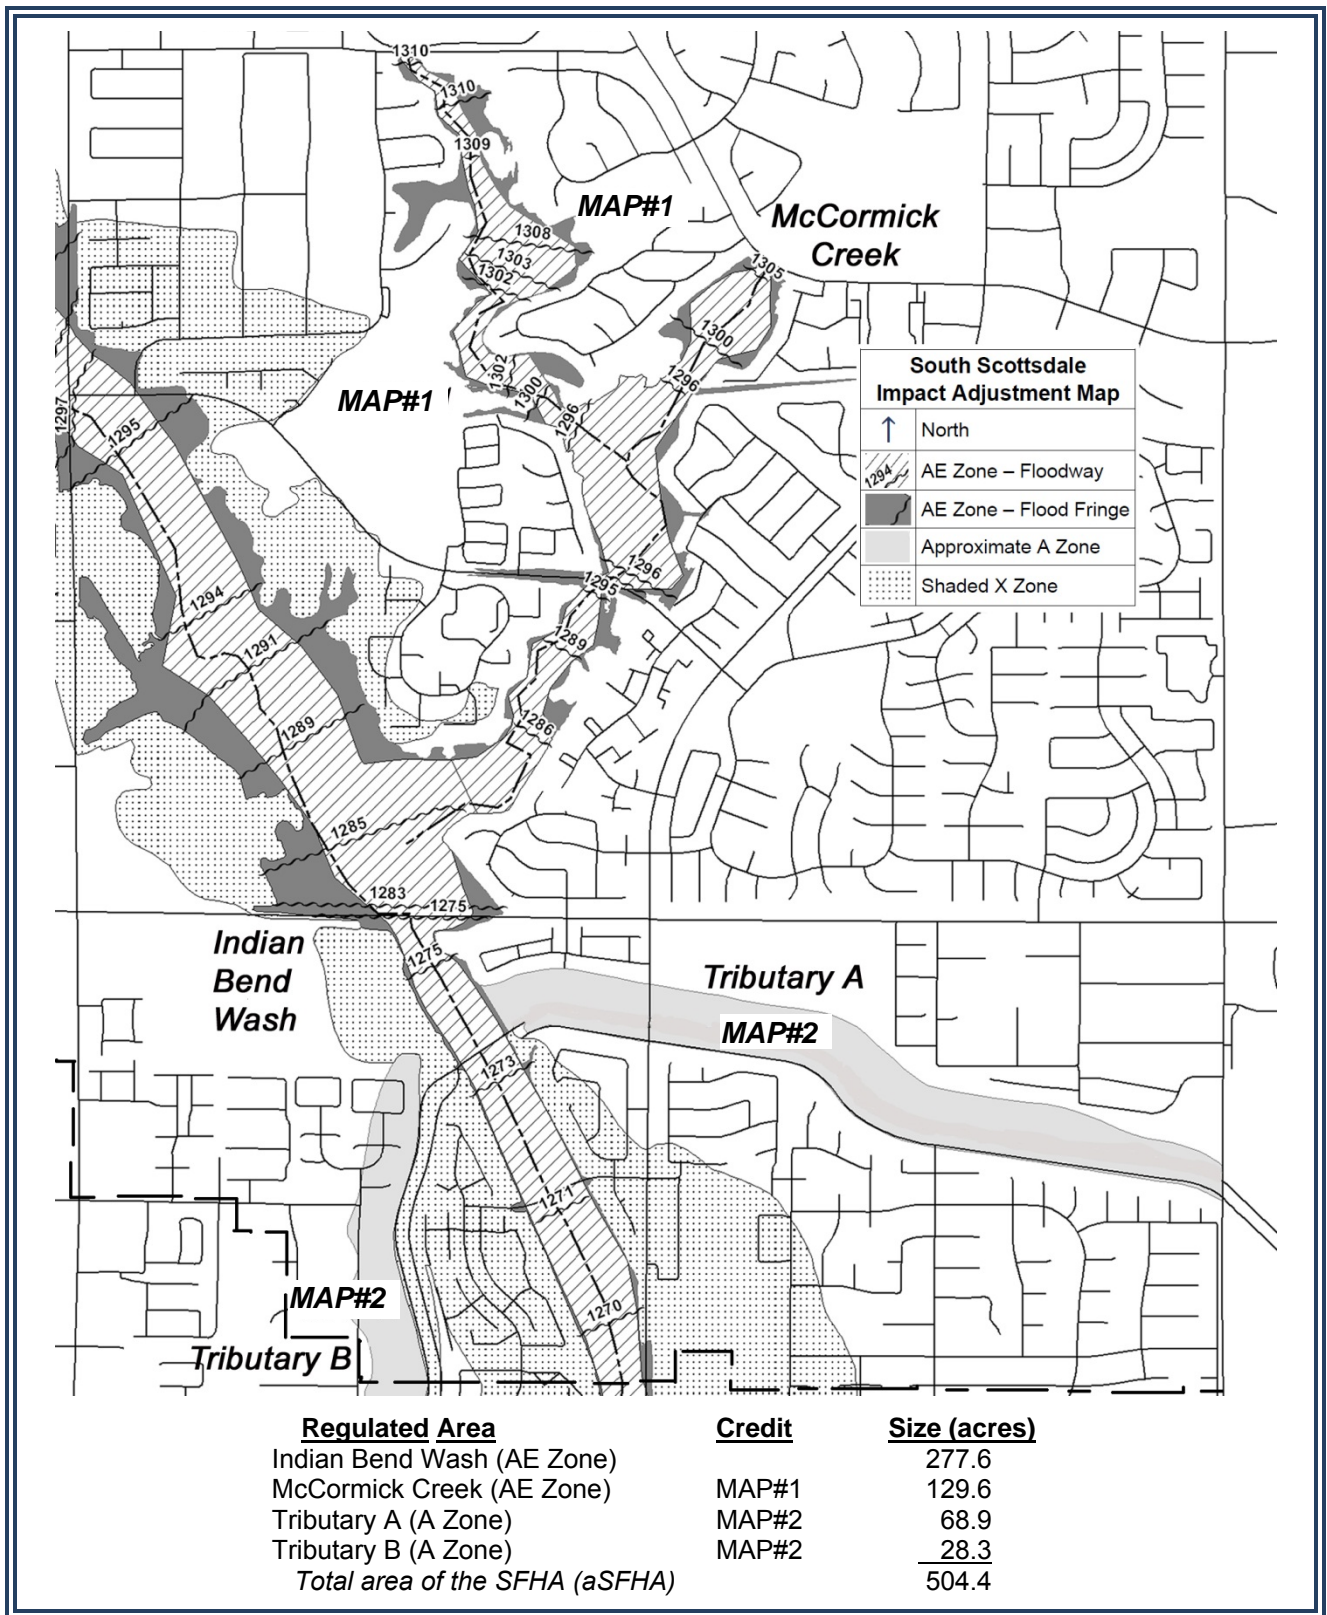 1310
1310
1309
MAP#1
McCormick
Creek
1308
1303
1302
1305
1300
1302
1300
1296
1296
MAP#1
1297
1295
South Scottsdale
Impact Adjustment Map
North
1294 AE Zone – Floodway
AE Zone – Flood Fringe
Approximate A Zone
Shaded X Zone
1296
1295
1294
1289
1291
1289
1286
1285
1283
1275
Indian
Bend
Wash
1275
Tributary A
MAP#2
1273
1271
MAP#2
1270
Tributary B
Regulated Area Credit Size (acres)
Indian Bend Wash (AE Zone) 277.6
McCormick Creek (AE Zone) MAP#1 129.6
Tributary A (A Zone) MAP#2 68.9
Tributary B (A Zone) MAP#2 28.3
Total area of the SFHA (aSFHA) 504.4